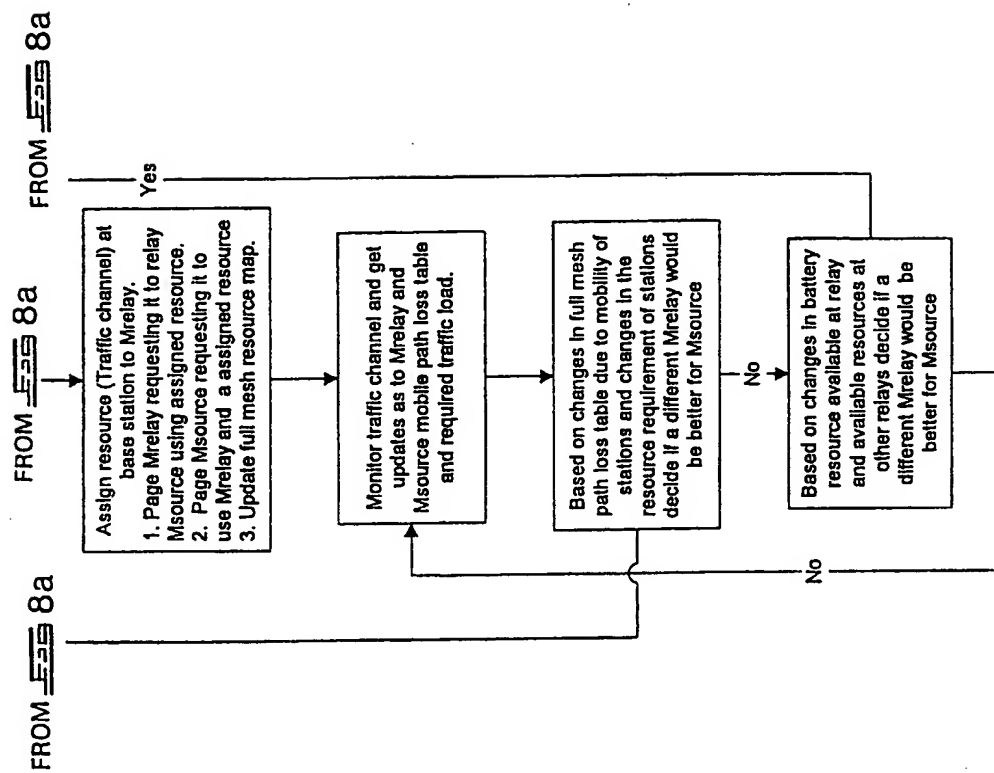 FROM Fig 8a
FROM Fig 8a
FROM Fig 8a
Assign resource (Traffic channel) at
base station to Mrelay.
1. Page Mrelay requesting it to relay
Msource using assigned resource.
2. Page Msource requesting it to
use Mrelay and a assigned resource
3. Update full mesh resource map.
Yes
Monitor traffic channel and get
updates as to Mrelay and
Msource mobile path loss table
and required traffic load.
Based on changes in full mesh
path loss table due to mobility of
stations and changes in the
resource requirement of stations
decide if a different Mrelay would
be better for Msource
No
Based on changes in battery
resource available at relay
and available resources at
other relays decide if a
different Mrelay would be
better for Msource
No